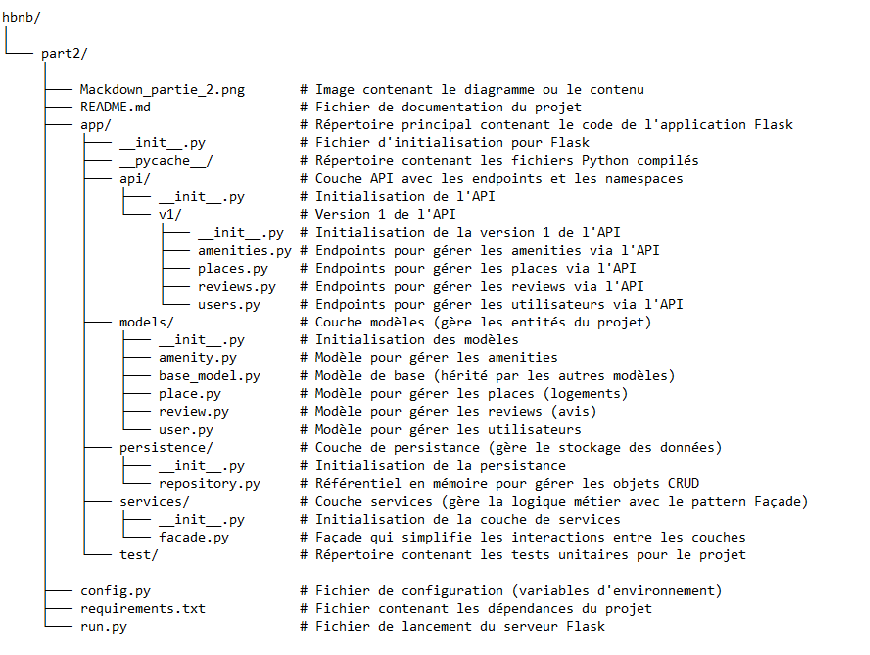 hbnb/
part2/
Mackdown_partie_2.png # Image contenant le diagramme ou le contenu
README.md # Fichier de documentation du projet
app/ # Répertoire principal contenant le code de l'application Flask
__init__.py # Fichier d'initialisation pour Flask
__pycache__/ # Répertoire contenant les fichiers Python compilés
api/ # Couche API avec les endpoints et les namespaces
__init__.py # Initialisation de l'API
v1/ # Version 1 de l'API
__init__.py # Initialisation de la version 1 de l'API
amenities.py # Endpoints pour gérer les amenities via l'API
places.py # Endpoints pour gérer les places via l'API
reviews.py # Endpoints pour gérer les reviews via l'API
users.py # Endpoints pour gérer les utilisateurs via l'API
models/ # Couche modèles (gère les entités du projet)
__init__.py # Initialisation des modèles
amenity.py # Modèle pour gérer les amenities
base_model.py # Modèle de base (hérité par les autres modèles)
place.py # Modèle pour gérer les places (logements)
review.py # Modèle pour gérer les reviews (avis)
user.py # Modèle pour gérer les utilisateurs
persistence/ # Couche de persistance (gère le stockage des données)
__init__.py # Initialisation de la persistance
repository.py # Référentiel en mémoire pour gérer les objets CRUD
services/ # Couche services (gère la logique métier avec le pattern Façade)
__init__.py # Initialisation de la couche de services
facade.py # Façade qui simplifie les interactions entre les couches
test/ # Répertoire contenant les tests unitaires pour le projet
config.py # Fichier de configuration (variables d'environnement)
requirements.txt # Fichier contenant les dépendances du projet
run.py # Fichier de lancement du serveur Flask